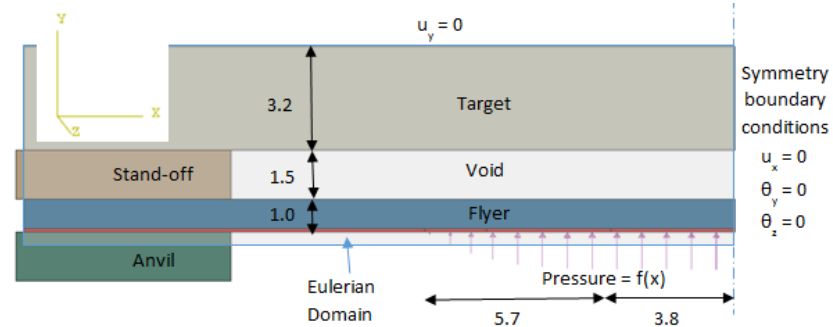 u_y = 0
Y
X
Z
3.2
Target
Symmetry
boundary
conditions
Stand-off
1.5
Void
u_x = 0
θ_y = 0
θ_z = 0
1.0
Flyer
Anvil
Eulerian
Domain
Pressure = f(x)
5.7
3.8